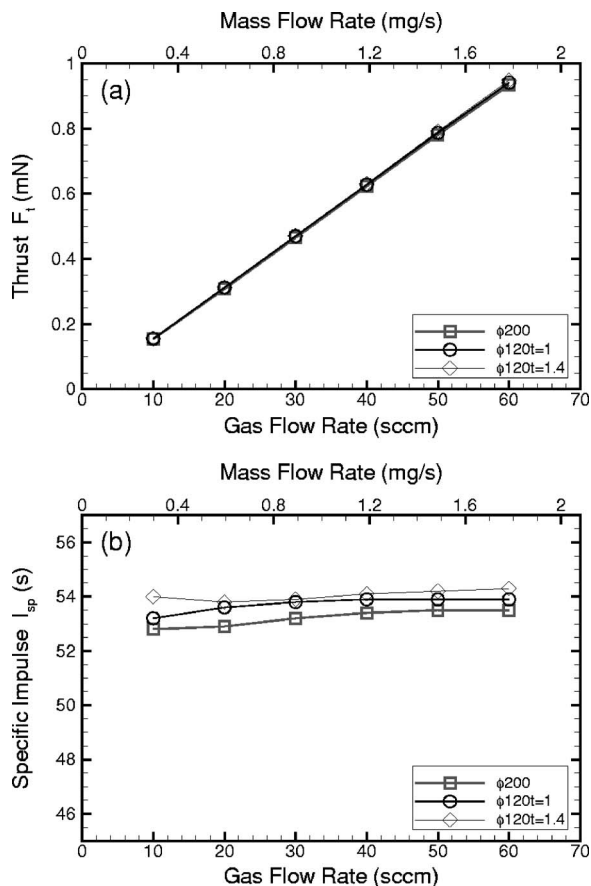 Mass Flow Rate (mg/s)
0 0.4 0.8 1.2 1.6 2
(a)
1
0.8
0.6
0.4
0.2
0
Thrust Ft (mN)
ϕ200
ϕ120t=1
ϕ120t=1.4
10 20 30 40 50 60 70
Gas Flow Rate (sccm)
Mass Flow Rate (mg/s)
0 0.4 0.8 1.2 1.6 2
(b)
56
54
52
50
48
46
Specific Impulse Isp (s)
ϕ200
ϕ120t=1
ϕ120t=1.4
10 20 30 40 50 60 70
Gas Flow Rate (sccm)